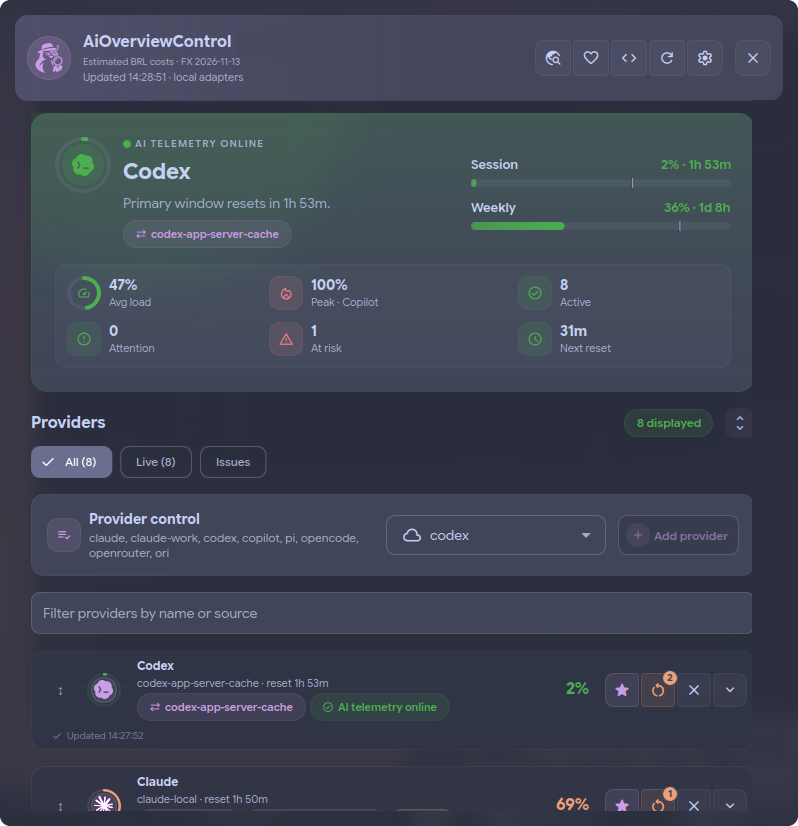 AiOverviewControl
Estimated BRL costs · FX 2026-11-13
Updated 14:28:51 · local adapters
AI TELEMETRY ONLINE
Codex
Primary window resets in 1h 53m.
codex-app-server-cache
Session 2% · 1h 53m
Weekly 36% · 1d 8h
47%
Avg load
100%
Peak · Copilot
8
Active
0
Attention
1
At risk
31m
Next reset
Providers
8 displayed
All (8)
Live (8)
Issues
Provider control
claude, claude-work, codex, copilot, pi, opencode,
openrouter, ori
codex
Add provider
Filter providers by name or source
Codex
codex-app-server-cache · reset 1h 53m
codex-app-server-cache
AI telemetry online
2%
2
Updated 14:27:52
Claude
claude-local · reset 1h 50m
69%
1